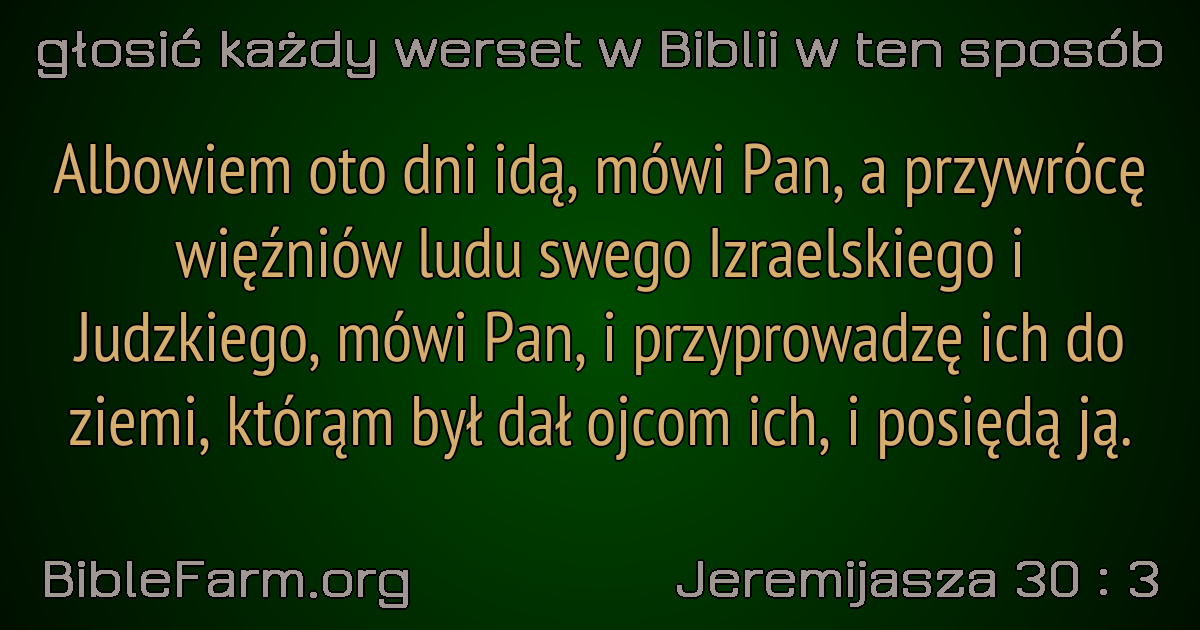 głosić każdy werset w Biblii w ten sposób
Albowiem oto dni idą, mówi Pan, a przywrócę
więźniów ludu swego Izraelskiego i
Judzkiego, mówi Pan, i przyprowadzę ich do
ziemi, którąm był dał ojcom ich, i posiędą ją.
BibleFarm.org
Jeremijasza 30 : 3